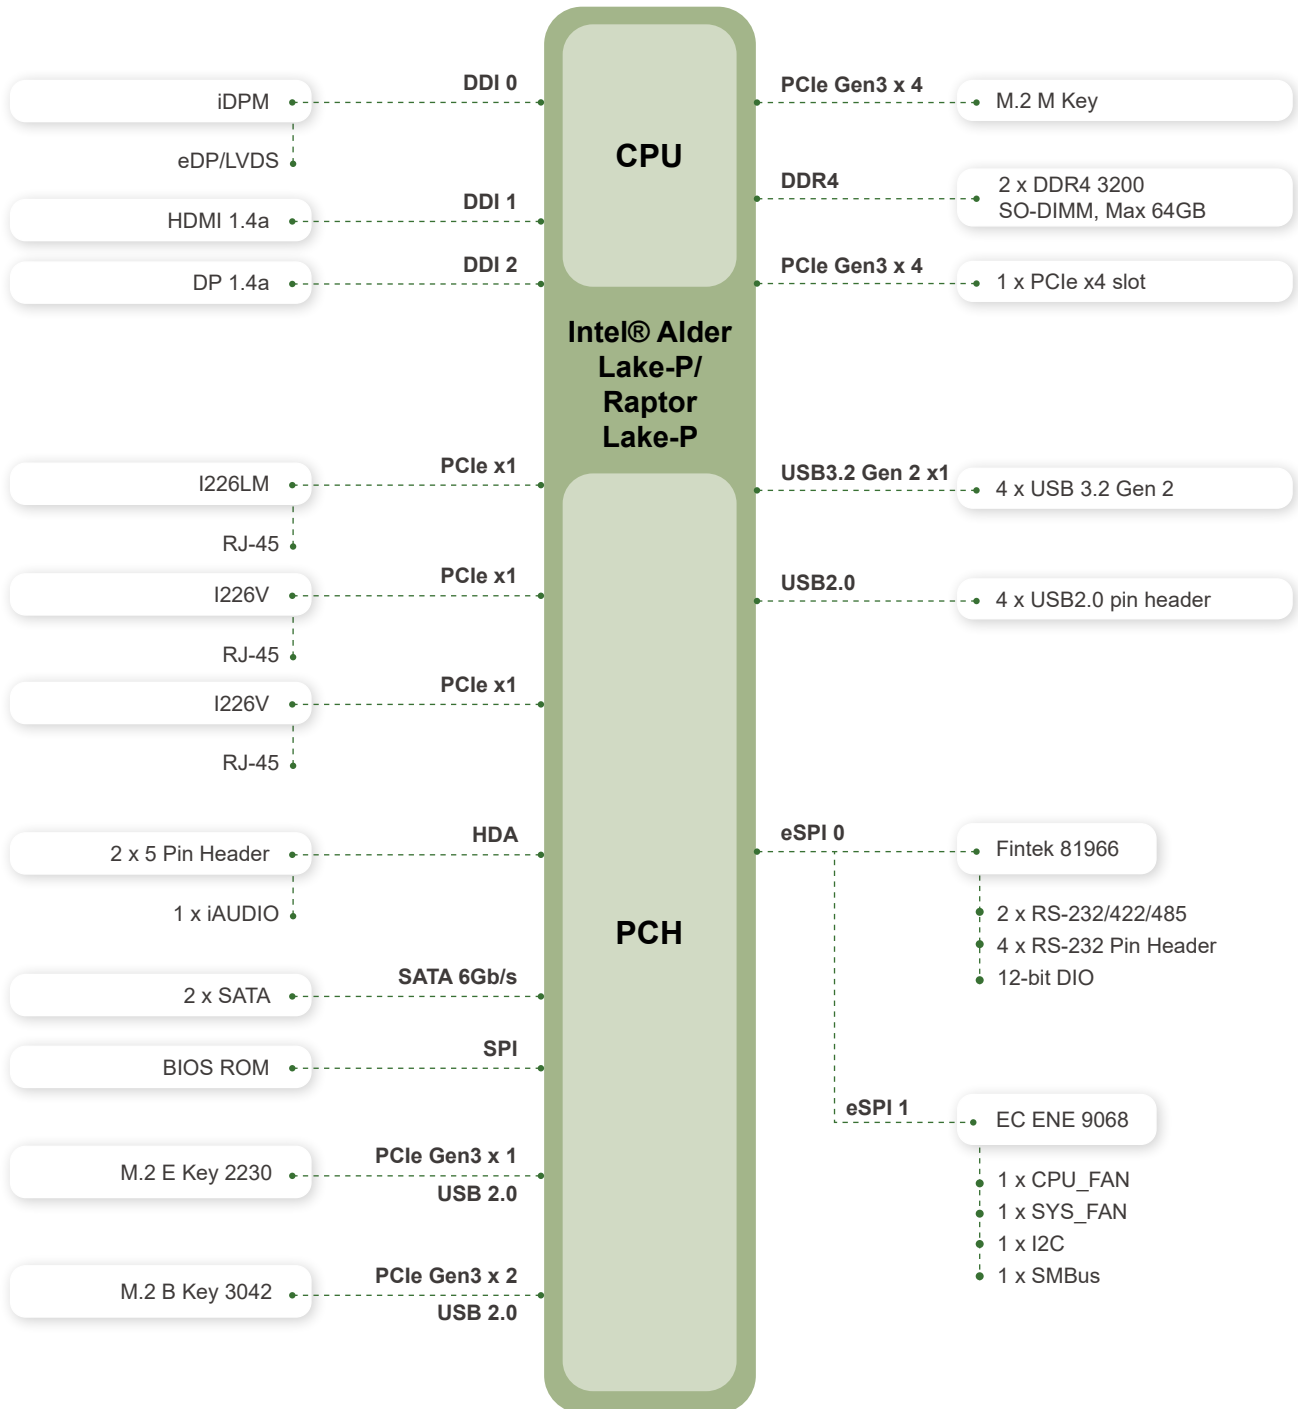 DDI 0
iDPM
eDP/LVDS
DDI 1
HDMI 1.4a
DDI 2
DP 1.4a
PCIe x1
I226LM
RJ-45
PCIe x1
I226V
RJ-45
PCIe x1
I226V
RJ-45
HDA
2 x 5 Pin Header
1 x iAUDIO
SATA 6Gb/s
2 x SATA
SPI
BIOS ROM
PCIe Gen3 x 1
M.2 E Key 2230
USB 2.0
PCIe Gen3 x 2
M.2 B Key 3042
USB 2.0
CPU
Intel® Alder
Lake-P/
Raptor
Lake-P
PCH
PCIe Gen3 x 4
M.2 M Key
DDR4
2 x DDR4 3200
SO-DIMM, Max 64GB
PCIe Gen3 x 4
1 x PCIe x4 slot
USB3.2 Gen 2 x1
4 x USB 3.2 Gen 2
USB2.0
4 x USB2.0 pin header
eSPI 0
Fintek 81966
2 x RS-232/422/485
4 x RS-232 Pin Header
12-bit DIO
eSPI 1
EC ENE 9068
1 x CPU_FAN
1 x SYS_FAN
1 x I2C
1 x SMBus